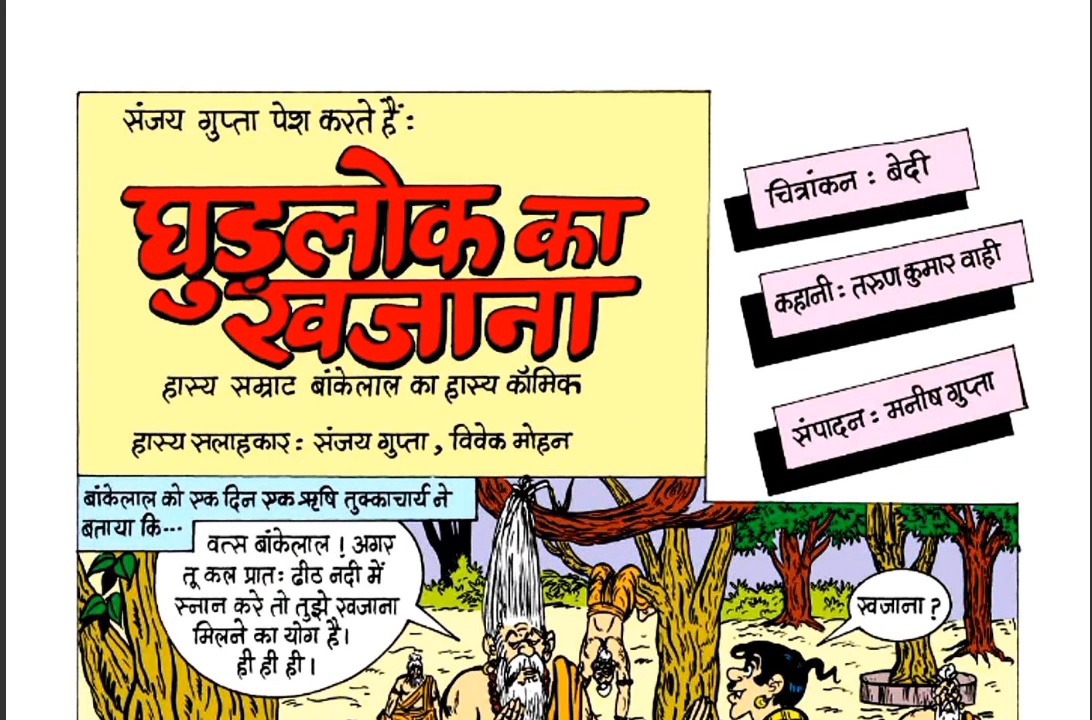 संजय गुप्ता पेश करते हैं:
घुड़लोक का
खजाना
हास्य सम्राट बांकेलाल का हास्य कॉमिक
हास्य सलाहकार: संजय गुप्ता, विवेक मोहन
चित्रांकन : बेदी
कहानी: तरुण कुमार वाही
संपादन: मनीष गुप्ता
बांकेलाल को एक दिन एक ऋषि तुक्काचार्य ने
बताया कि...
वत्स बांकेलाल ! अगर
तू कल प्रात: ढीठ नदी में
स्नान करे तो तुझे खजाना
मिलने का योग है।
ही ही ही।
खजाना ?